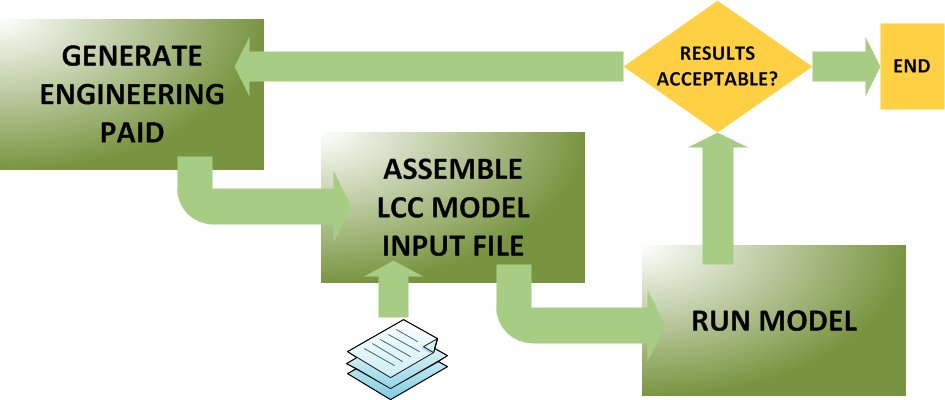 GENERATE
ENGINEERING
PAID
RESULTS
ACCEPTABLE?
END
ASSEMBLE
LCC MODEL
INPUT FILE
RUN MODEL